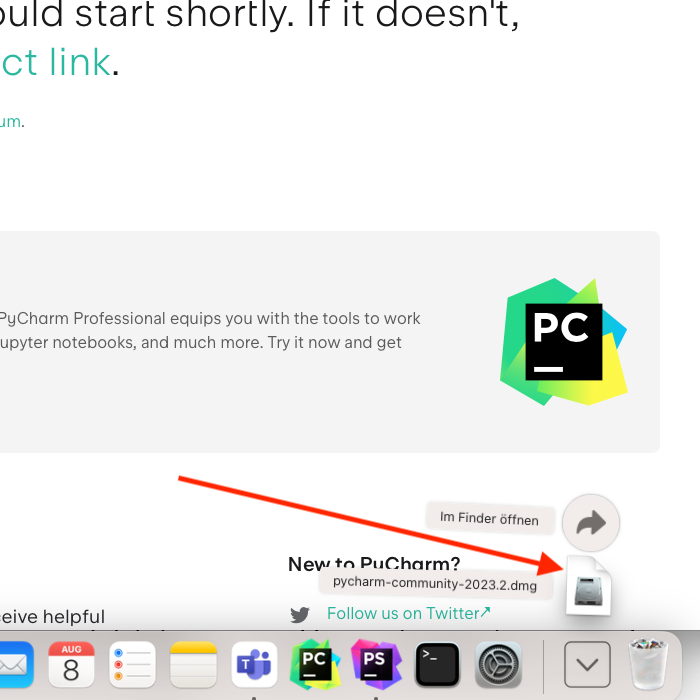 ould start shortly. If it doesn't,
ct link.
um.
PyCharm Professional equips you with the tools to work
upyter notebooks, and much more. Try it now and get
PC
Im Finder öffnen
New to PyCharm?
pycharm-community-2023.2.dmg
ceive helpful
Follow us on Twitter↗
AUG
8
T
PC
PS
>_